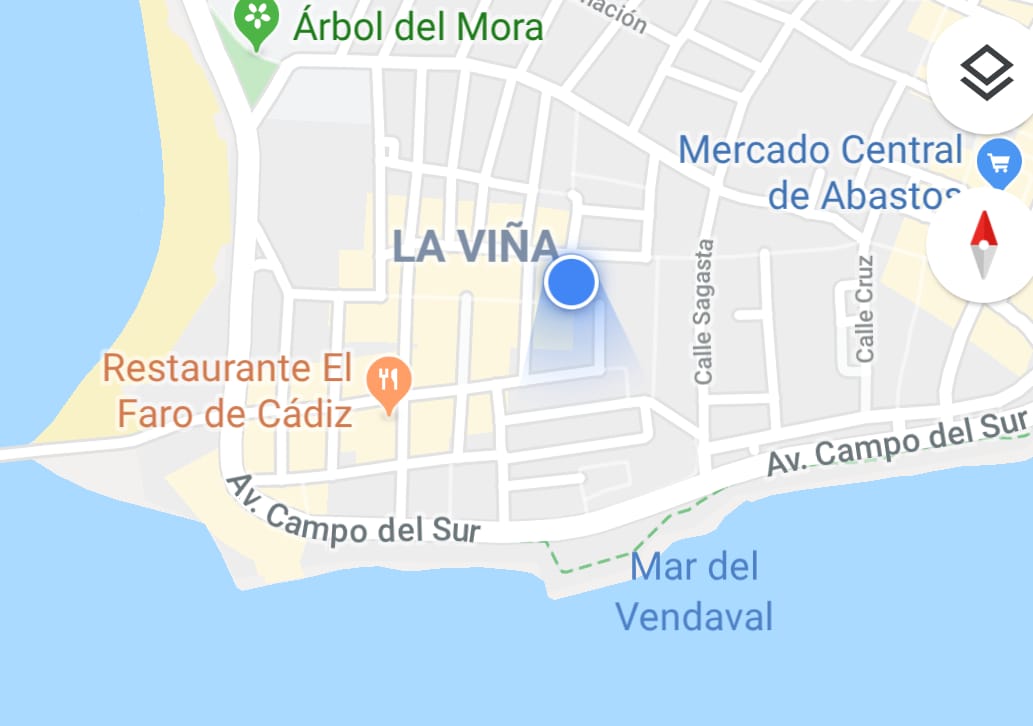 Árbol del Mora
Mercado Central
de Abastos
LA VIÑA
Calle Sagasta
Calle Cruz
Restaurante El
Faro de Cádiz
Av. Campo del Sur
Av. Campo del Sur
Mar del
Vendaval